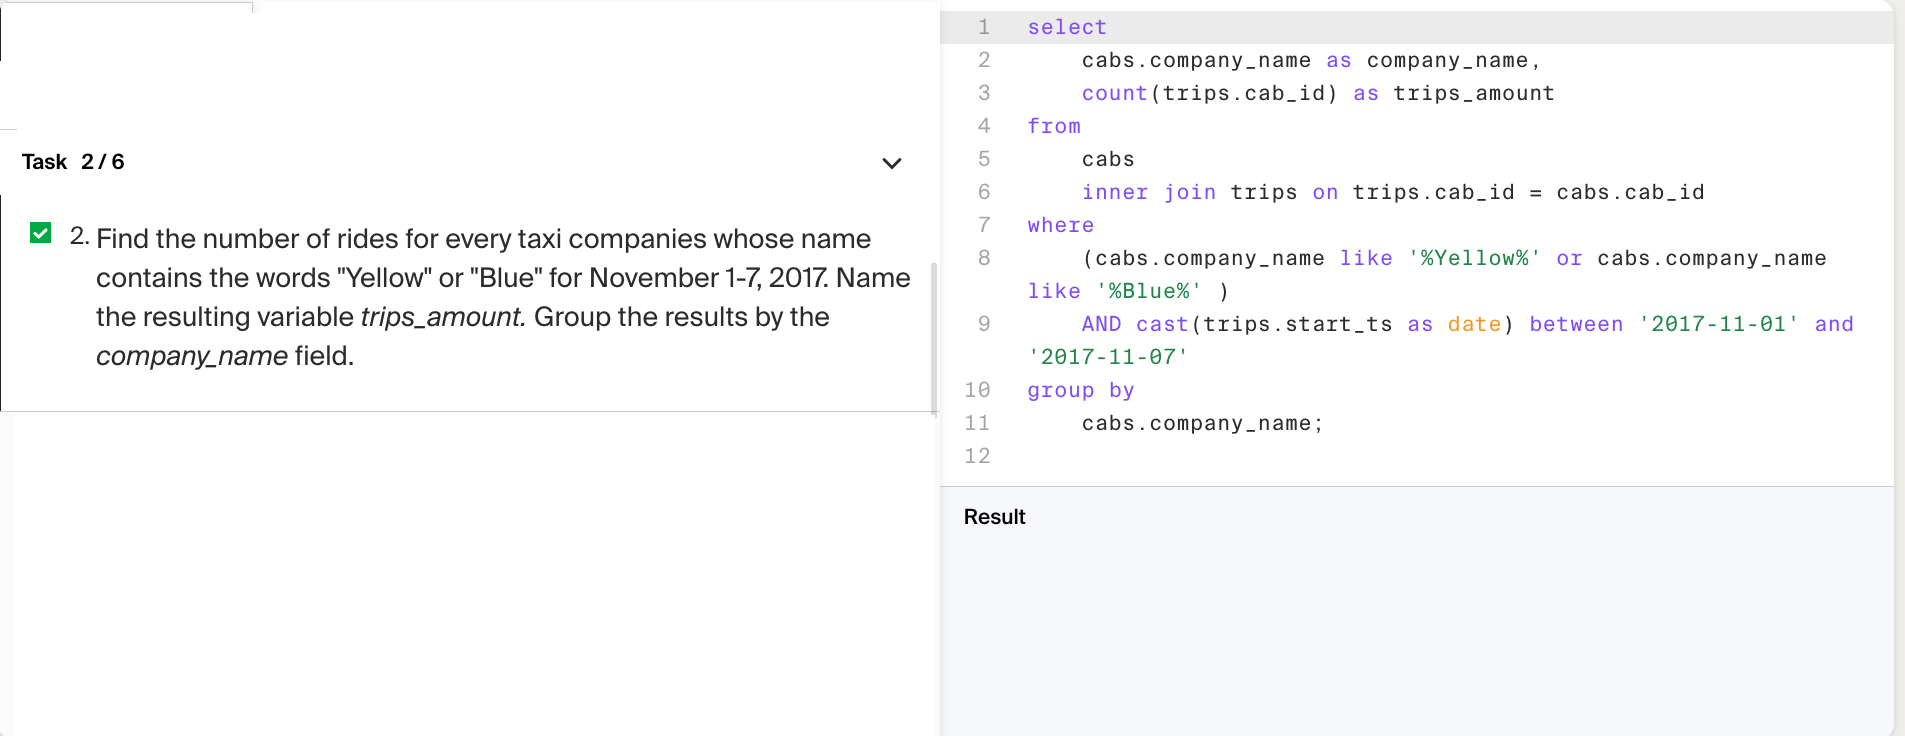 Task 2 / 6
2. Find the number of rides for every taxi companies whose name
contains the words "Yellow" or "Blue" for November 1-7, 2017. Name
the resulting variable trips_amount. Group the results by the
company_name field.
1 select
2 cabs.company_name as company_name,
3 count(trips.cab_id) as trips_amount
4 from
5 cabs
6 inner join trips on trips.cab_id = cabs.cab_id
7 where
8 (cabs.company_name like '%Yellow%' or cabs.company_name
like '%Blue%' )
9 AND cast(trips.start_ts as date) between '2017-11-01' and
'2017-11-07'
10 group by
11 cabs.company_name;
12
Result